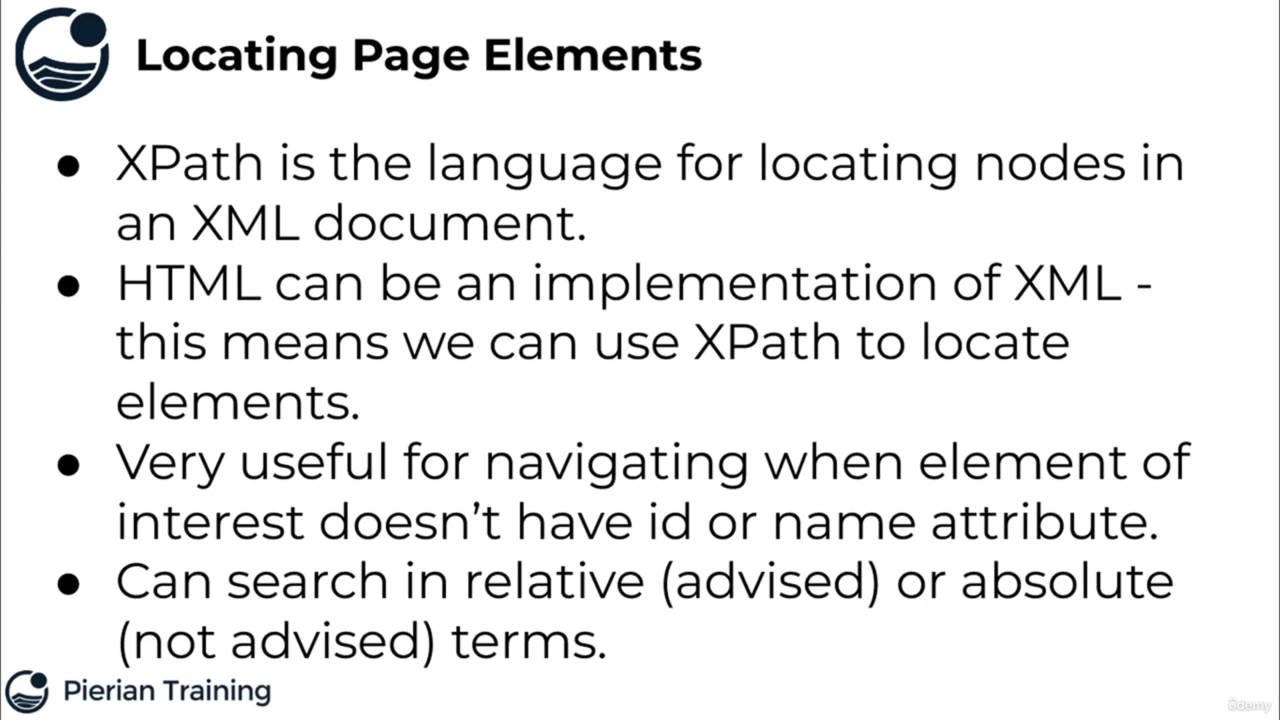 Locating Page Elements
● XPath is the language for locating nodes in
an XML document.
● HTML can be an implementation of XML -
this means we can use XPath to locate
elements.
● Very useful for navigating when element of
interest doesn’t have id or name attribute.
● Can search in relative (advised) or absolute
(not advised) terms.
Pierian Training
ûdemy